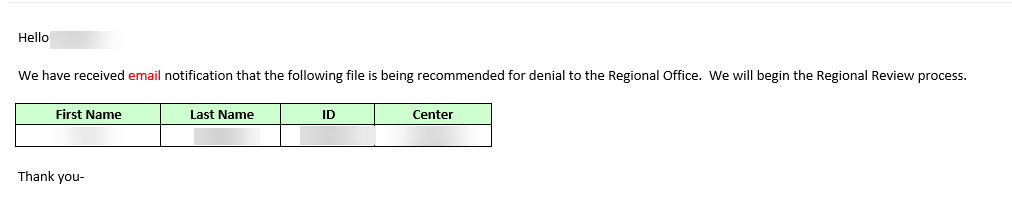 Hello
We have received email notification that the following file is being recommended for denial to the Regional Office.  We will begin the Regional Review process.
First Name Last Name ID Center
Thank you-